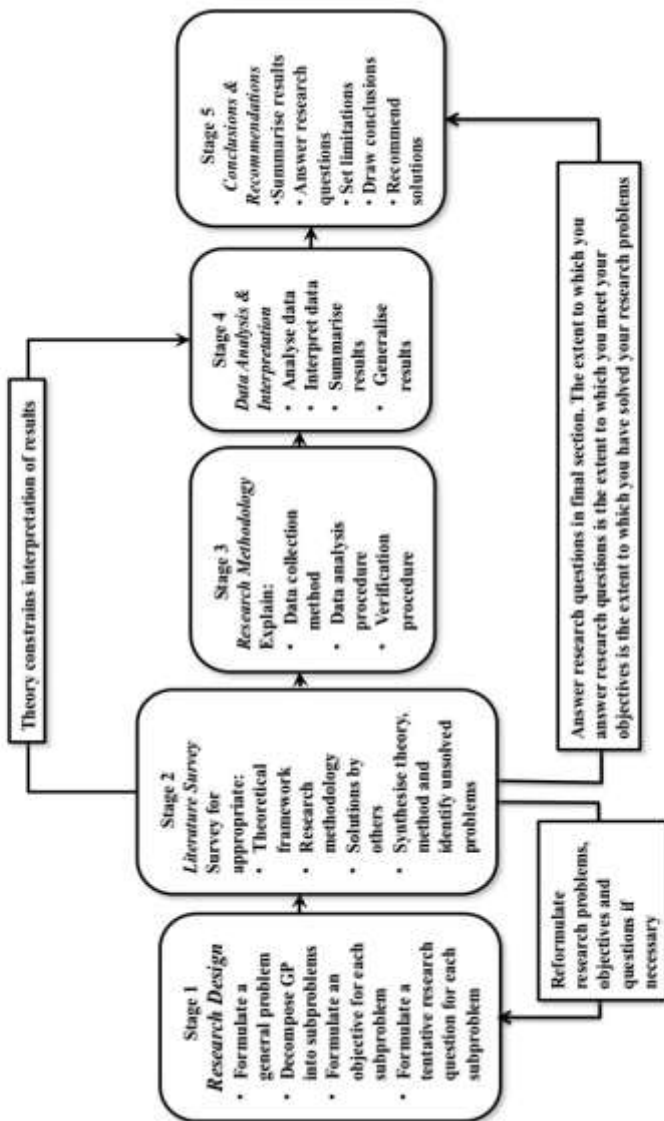 Theory constrains interpretation of results
Stage 1
Research Design
• Formulate a
general problem
• Decompose GP
into subproblems
• Formulate an
objective for each
subproblem
• Formulate a
tentative research
question for each
subproblem
Stage 2
Literature Survey
Survey for
appropriate:
• Theoretical
framework
• Research
methodology
• Solutions by
others
• Synthesise theory,
method and
identify unsolved
problems
Stage 3
Research Methodology
Explain:
• Data collection
method
• Data analysis
procedure
• Verification
procedure
Stage 4
Data Analysis &
Interpretation
• Analyse data
• Interpret data
• Summarise
results
• Generalise
results
Stage 5
Conclusions &
Recommendations
• Summarise results
• Answer research
questions
• Set limitations
• Draw conclusions
• Recommend
solutions
Reformulate
research problems,
objectives and
questions if
necessary
Answer research questions in final section. The extent to which you
answer research questions is the extent to which you meet your
objectives is the extent to which you have solved your research problems